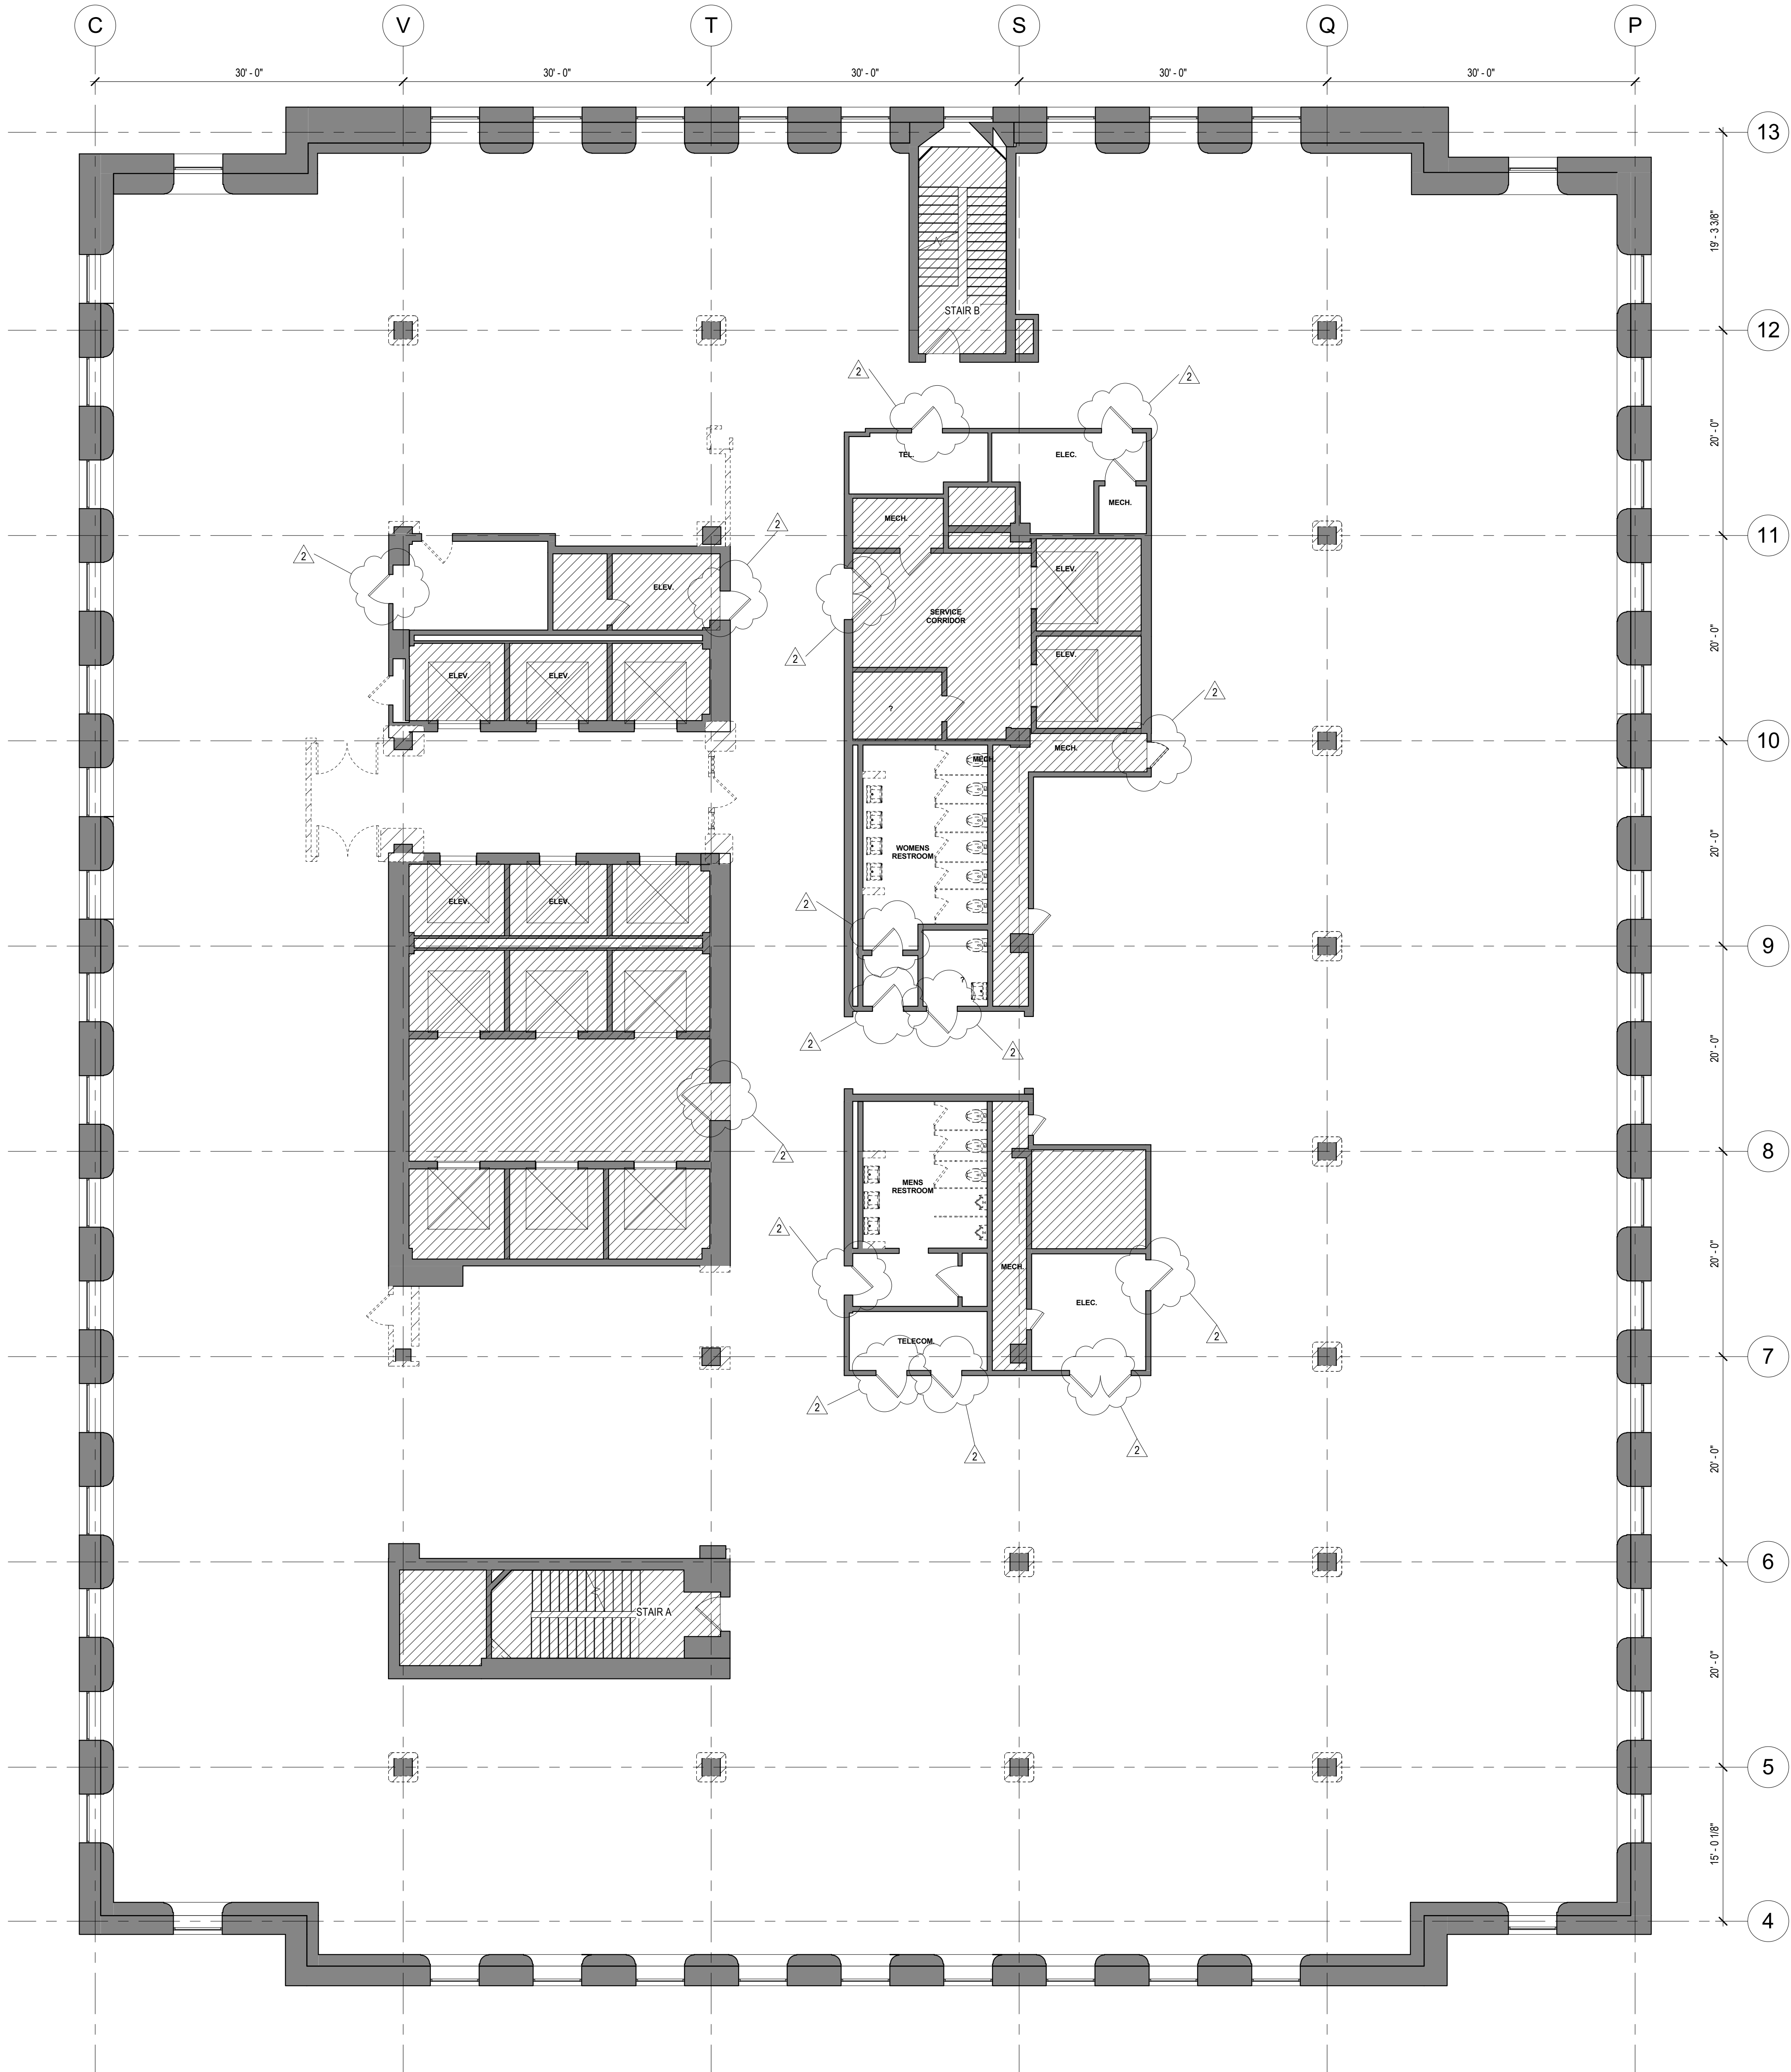 C
V
T
S
Q
P
30' - 0"
30' - 0"
30' - 0"
30' - 0"
30' - 0"
13
19' - 3 3/8"
STAIR B
12
2
2
20' - 0"
TEL.
ELEC.
MECH.
MECH.
11
2
2
ELEV.
ELEV.
SERVICE
CORRIDOR
20' - 0"
2
ELEV.
ELEV.
ELEV.
2
?
10
MECH.
MECH.
20' - 0"
WOMENS
RESTROOM
ELEV.
ELEV.
2
9
?
2
2
20' - 0"
8
2
MENS
RESTROOM
2
20' - 0"
MECH.
ELEC.
2
TELECOM.
7
2
2
2
20' - 0"
6
STAIR A
20' - 0"
5
15' - 0 1/8"
4